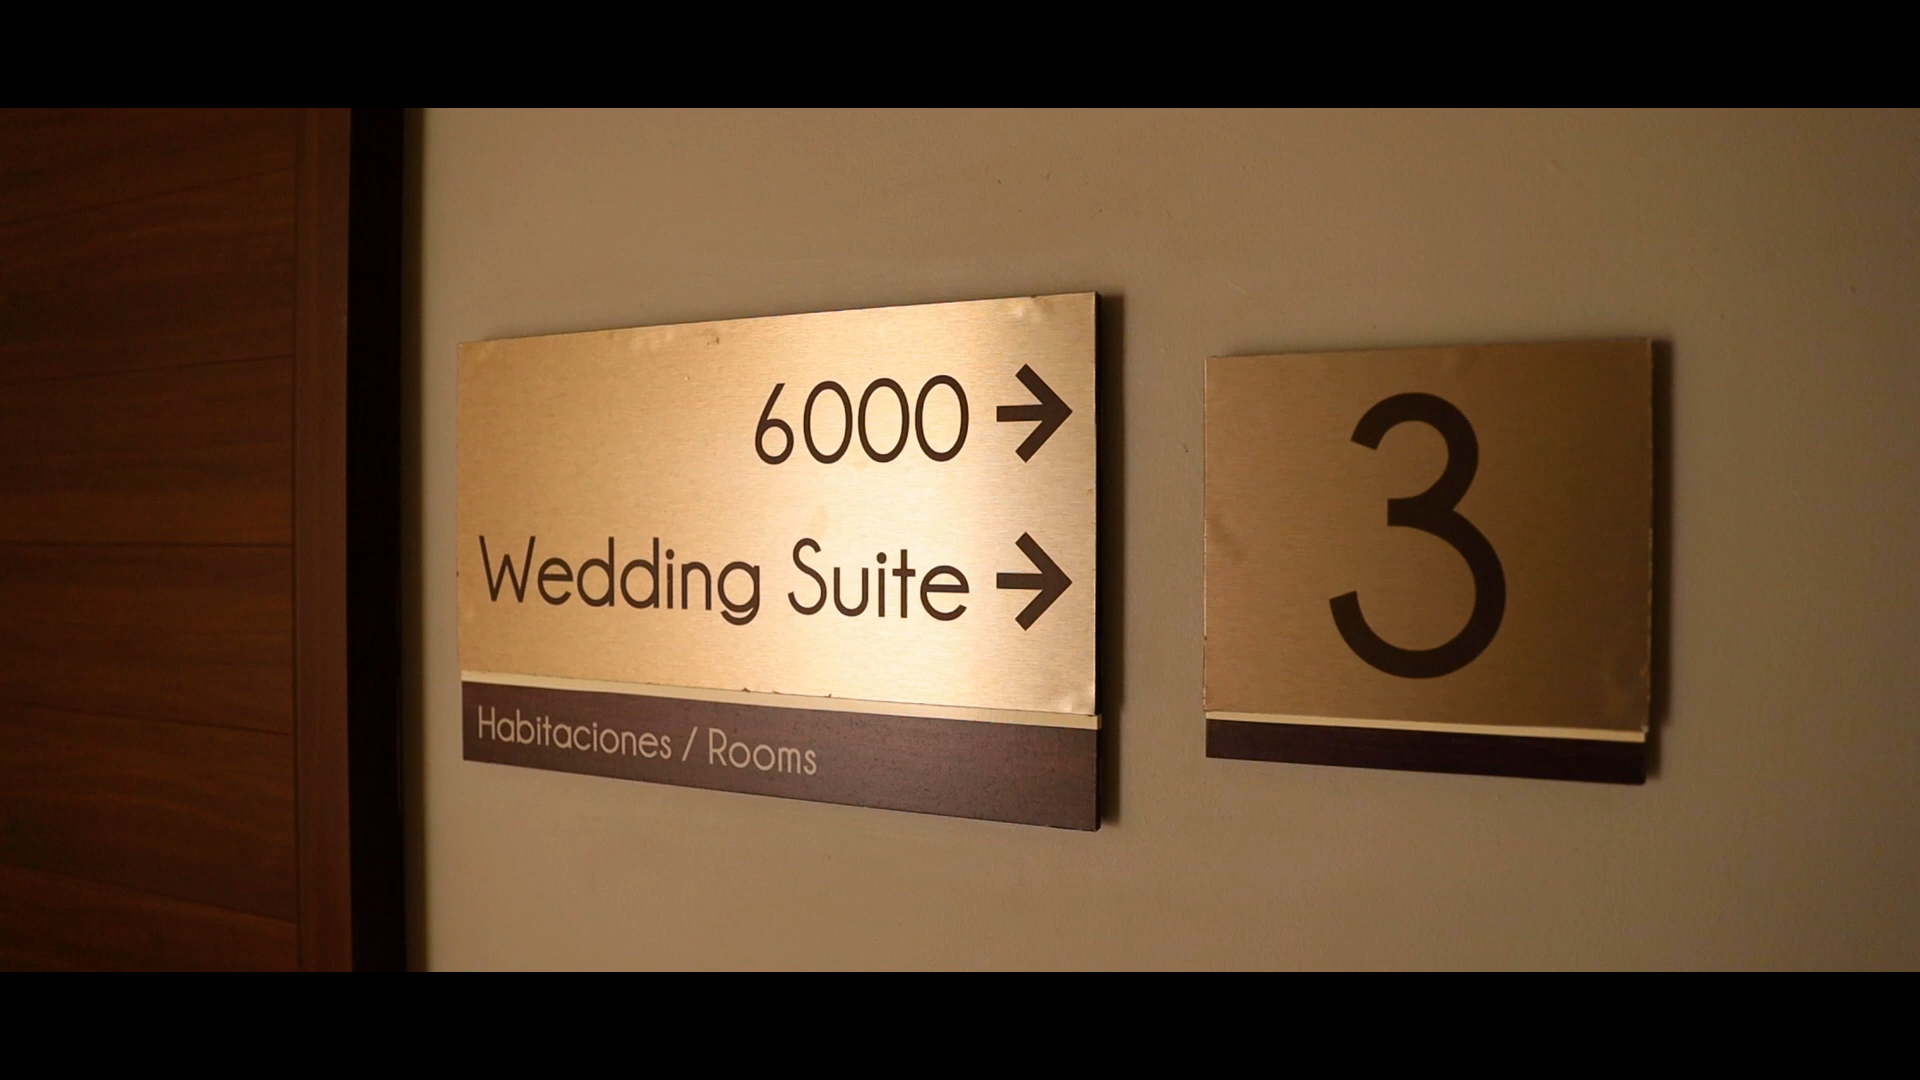 6000 →
Wedding Suite →
Habitaciones / Rooms
3